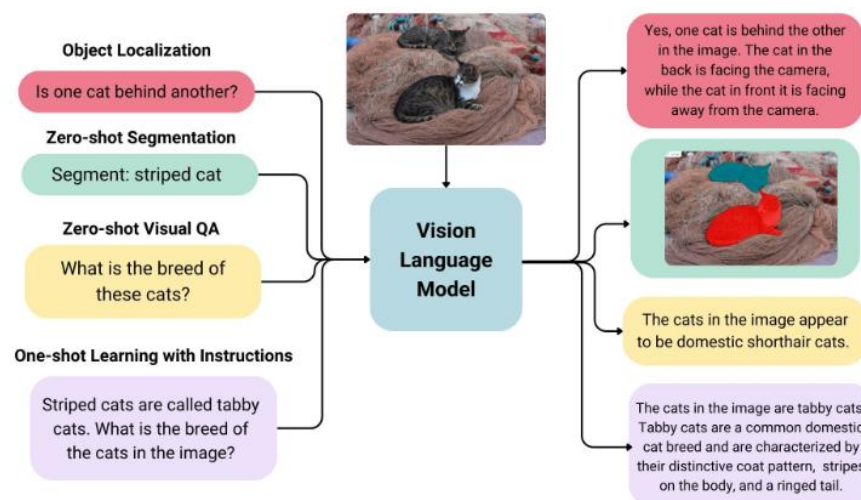 Object Localization
Is one cat behind another?
Zero-shot Segmentation
Segment: striped cat
Zero-shot Visual QA
What is the breed of
these cats?
One-shot Learning with Instructions
Striped cats are called tabby
cats. What is the breed of
the cats in the image?
Vision
Language
Model
Yes, one cat is behind the other
in the image. The cat in the
back is facing the camera,
while the cat in front it is facing
away from the camera.
The cats in the image appear
to be domestic shorthair cats.
The cats in the image are tabby cats
Tabby cats are a common domestic
cat breed and are characterized by
their distinctive coat pattern, stripes
on the body, and a ringed tail.